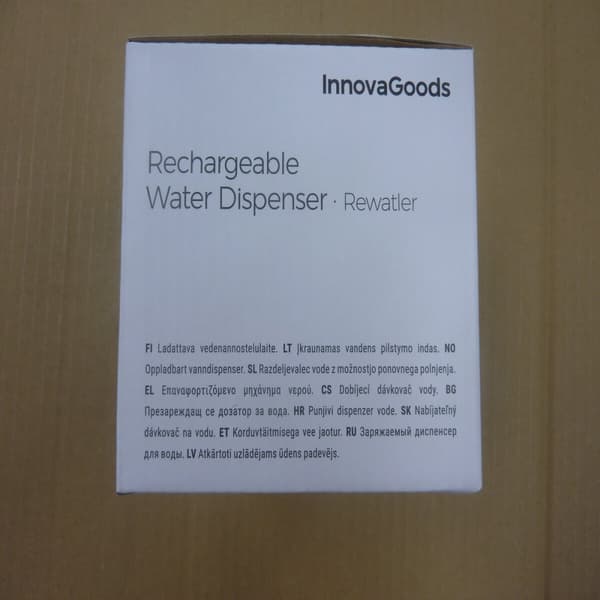 InnovaGoods
Rechargeable
Water Dispenser · Rewatler
FI Ladattava vedenannostelulaite. LT Įkraunamas vandens pilstymo indas. NO
Oppladbart vanndispenser. SL Razdeljevalec vode z možnostjo ponovnega polnjenja.
EL Επαναφορτιζόμενο μηχάνημα νερού. CS Dobíjecí dávkovač vody. BG
Презареждащ се дозáтор за вода. HR Punjivi dispenzer vode. SK Nabíjateľný
dávkovač na vodu. ET Korduvtäitmisega vee jaotur. RU Заряжаемый диспенсер
для воды. LV Atkārtoti uzlādējams ūdens padevējs.